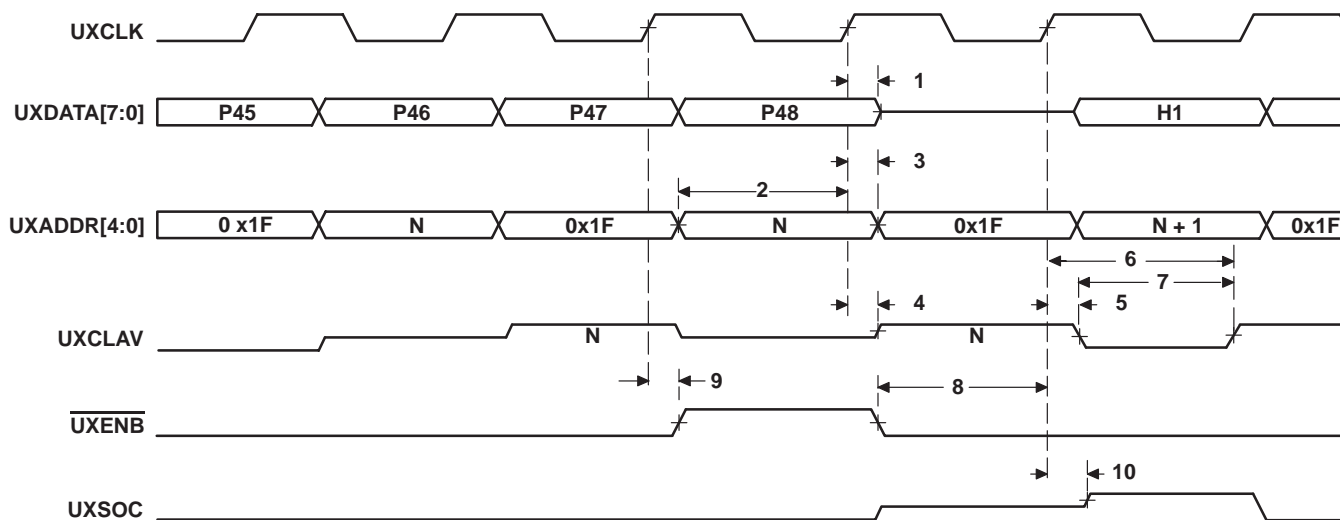 UXCLK
1
UXDATA[7:0] P45 P46 P47 P48 H1
3
2
UXADDR[4:0] 0 x1F N 0x1F N 0x1F N + 1 0x1F
6
7
4 5
UXCLAV N N
9 8
UXENB
10
UXSOC